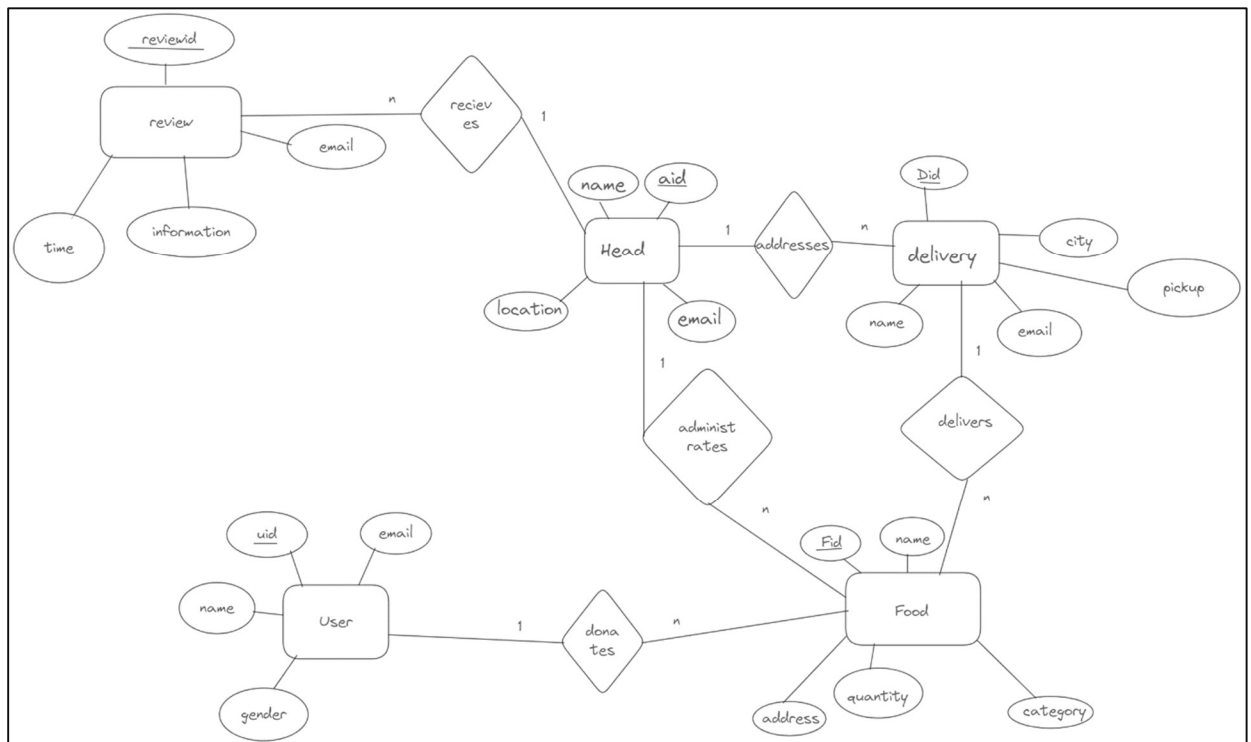 reviewid
n
reciev
es
1
review
email
time
information
name
aid
Head
location
email
1
addresses
n
Did
delivery
city
pickup
name
email
1
administ
rates
n
1
delivers
n
uid
email
name
User
gender
1
dona
tes
n
Fid
name
Food
address
quantity
category